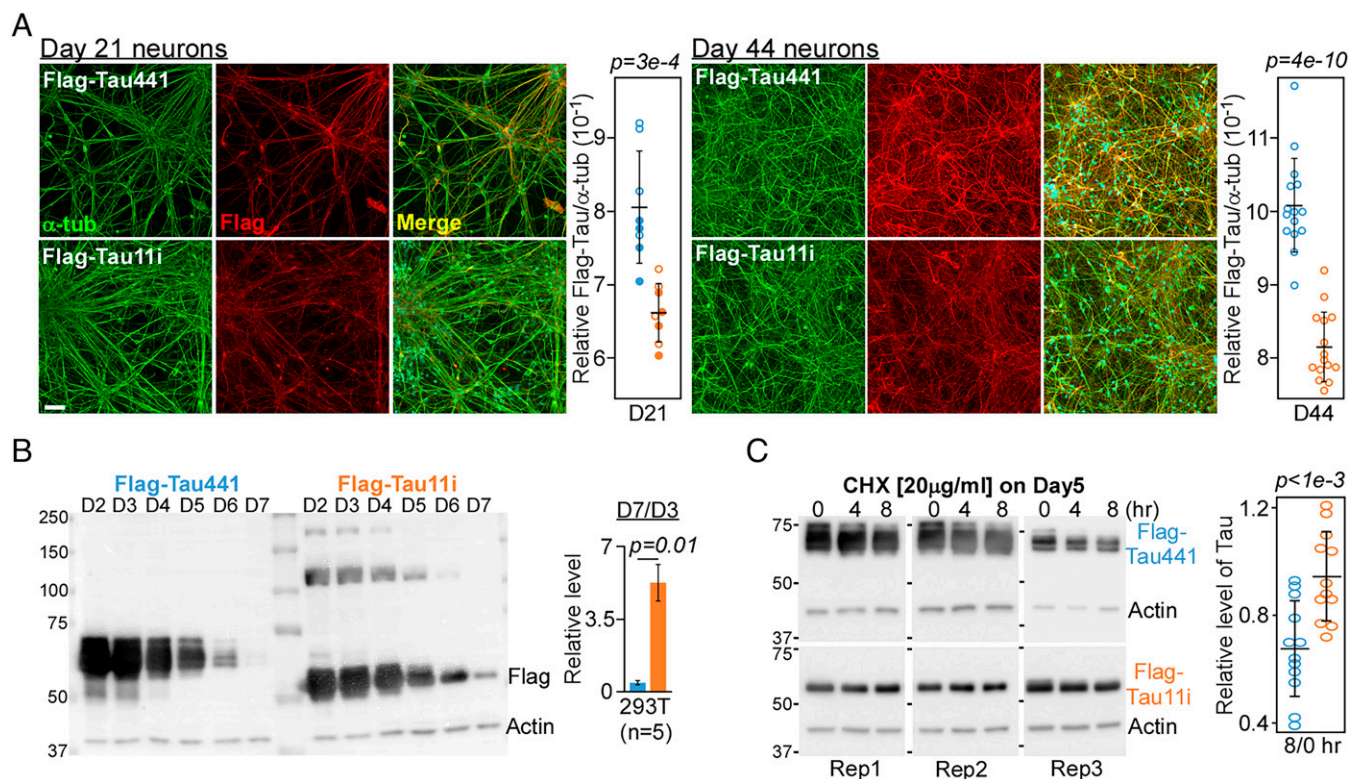 A
Day 21 neurons
Flag-Tau441
α-tub
Flag
Merge
Flag-Tau11i
p=3e-4
Relative Flag-Tau/α-tub (10-1)
9
8
7
6
D21
Day 44 neurons
Flag-Tau441
Flag-Tau11i
p=4e-10
Relative Flag-Tau/α-tub (10-1)
11
10
9
8
D44
B
Flag-Tau441 Flag-Tau11i
D2 D3 D4 D5 D6 D7 D2 D3 D4 D5 D6 D7
250
150
100
75
50
37
Flag
Actin
D7/D3
p=0.01
Relative level
7
3.5
0
293T
(n=5)
C
CHX [20μg/ml] on Day5
0 4 8 0 4 8 0 4 8 (hr)
75
50
37
Flag-
Tau441
Actin
75
50
37
Flag-
Tau11i
Actin
Rep1 Rep2 Rep3
p<1e-3
Relative level of Tau
1.2
0.8
0.4
8/0 hr